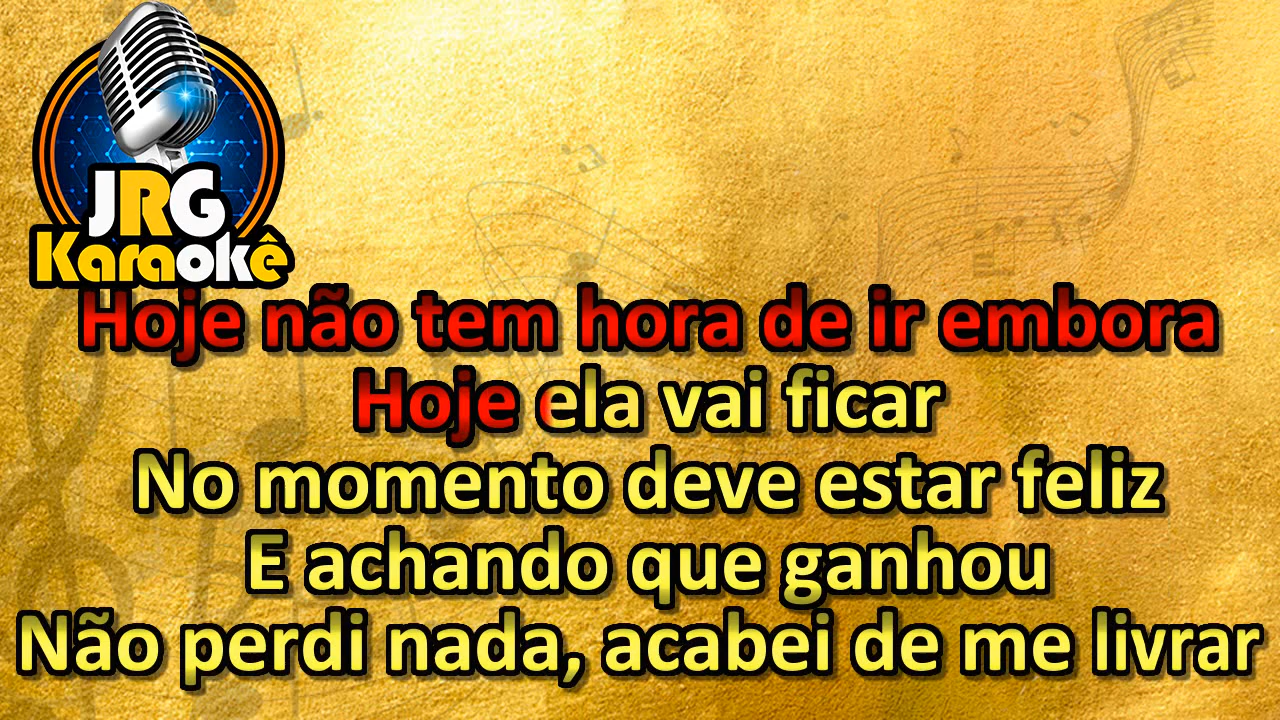 JRG
Karaokê
Hoje não tem hora de ir embora
Hoje ela vai ficar
No momento deve estar feliz
E achando que ganhou
Não perdi nada, acabei de me livrar